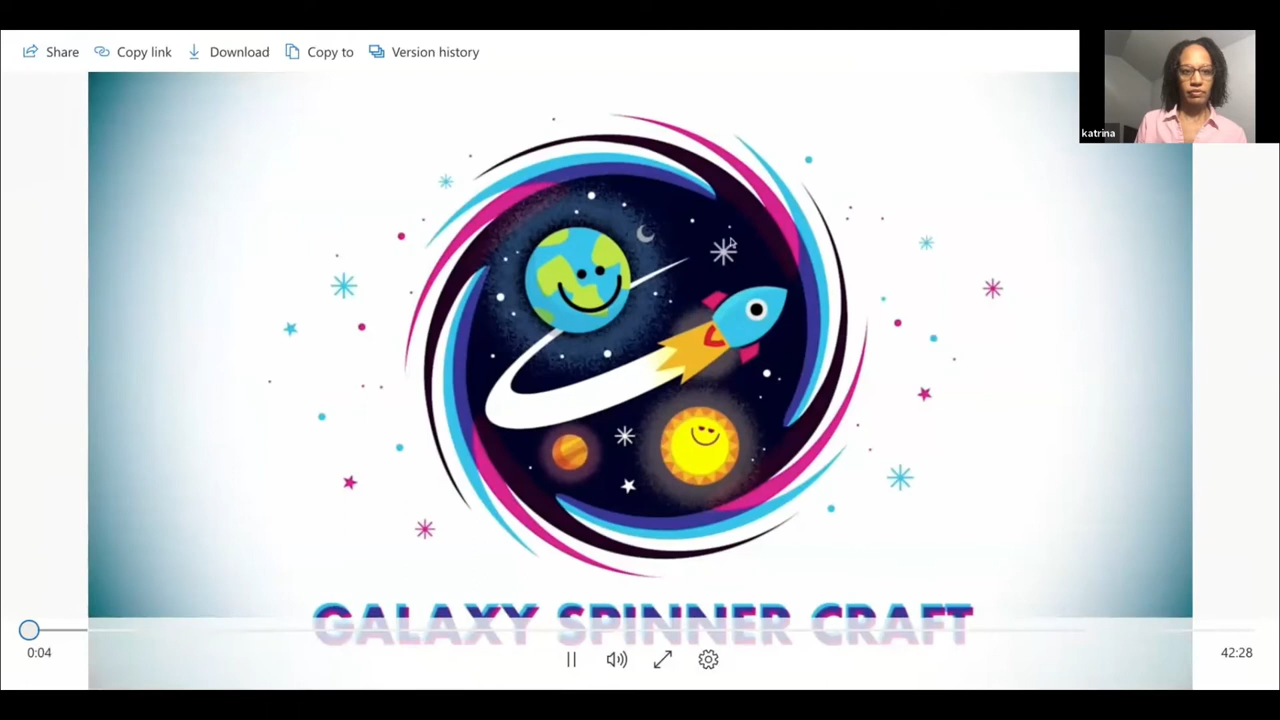 Share Copy link Download Copy to Version history
katrina
GALAXY SPINNER CRAFT
0:04
42:28